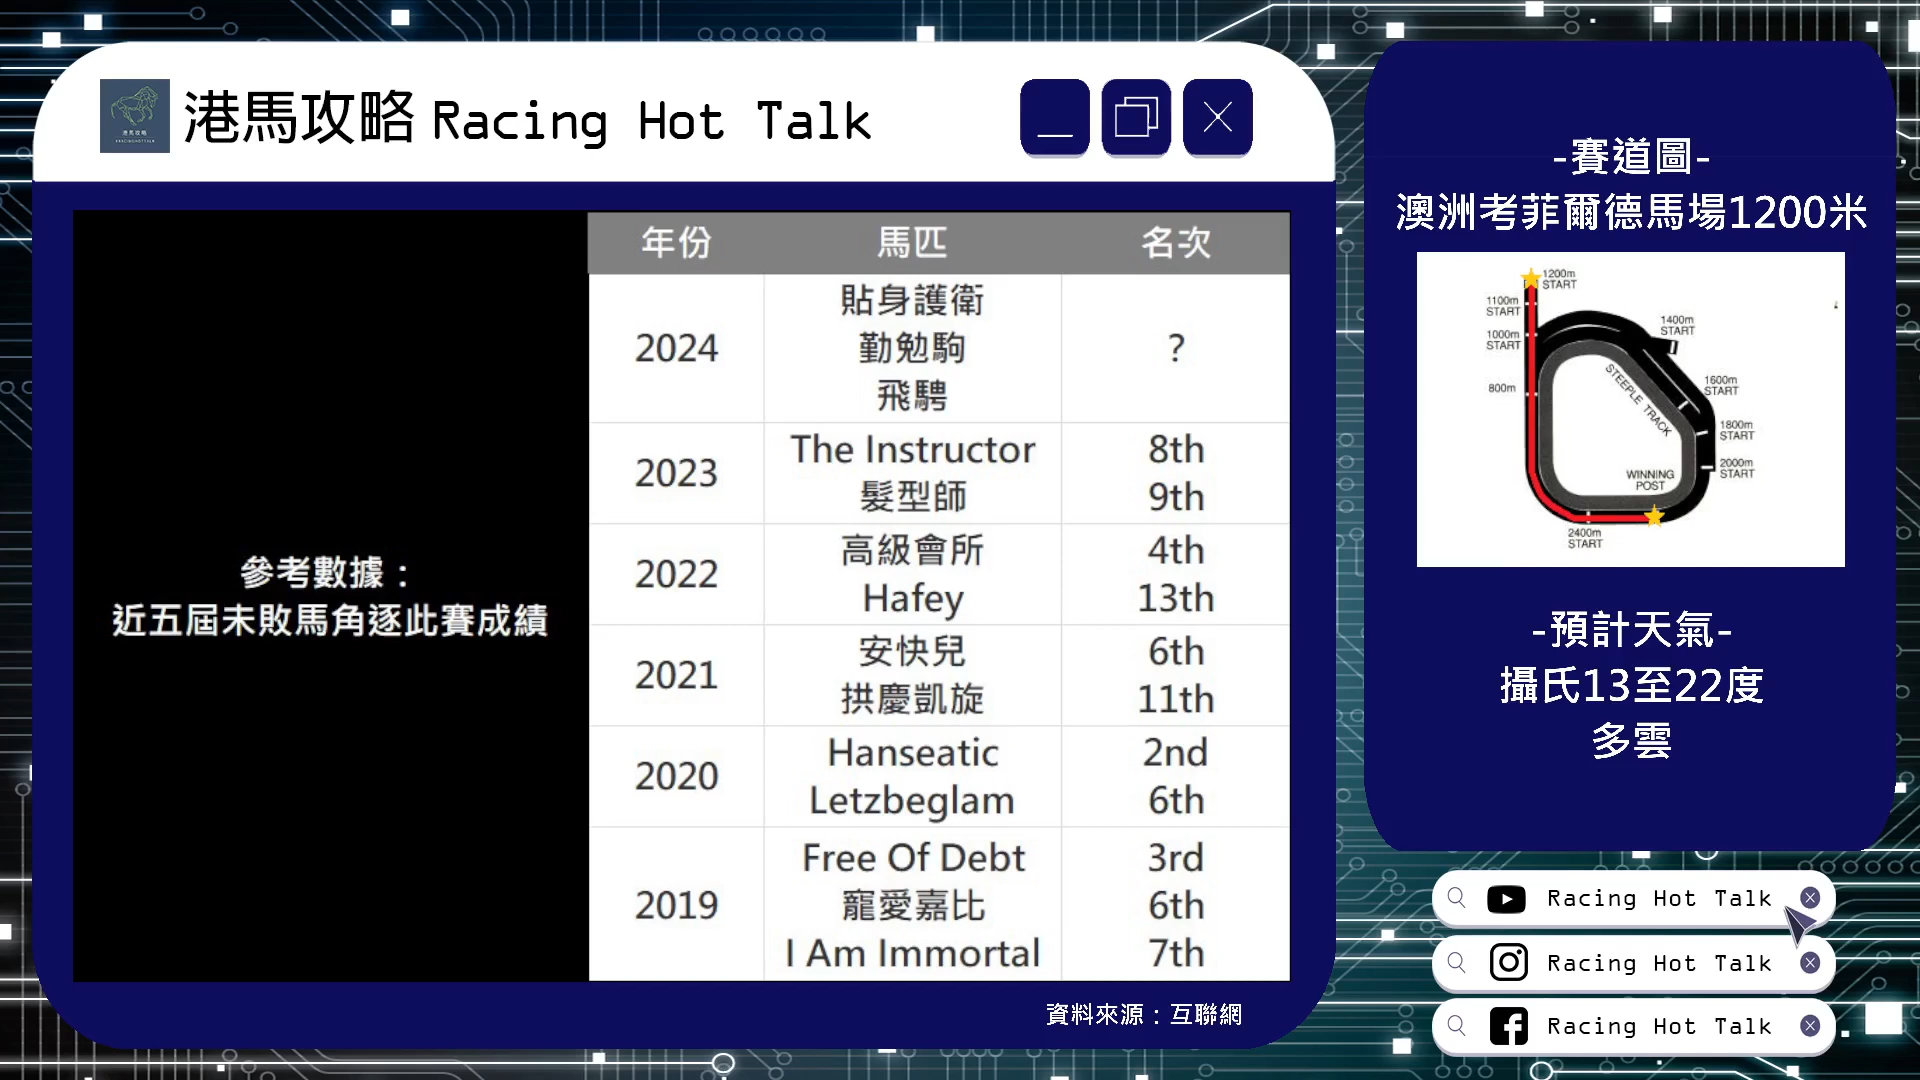 港馬攻略 Racing Hot Talk
參考數據：
近五屆未敗馬角逐此賽成績
年份 馬匹 名次
2024 貼身護衛 ?
勤勉駒
飛騁
2023 The Instructor 8th
髮型師 9th
2022 高級會所 4th
Hafey 13th
2021 安快兒 6th
拱慶凱旋 11th
2020 Hanseatic 2nd
Letzbeglam 6th
2019 Free Of Debt 3rd
寵愛嘉比 6th
I Am Immortal 7th
資料來源：互聯網
-賽道圖-
澳洲考菲爾德馬場1200米
1200m
START
1100m
START
1000m
START
800m
1400m
START
1600m
START
1800m
START
2000m
START
STEEPLE TRACK
WINNING
POST
2400m
START
-預計天氣-
攝氏13至22度
多雲
Racing Hot Talk
Racing Hot Talk
Racing Hot Talk